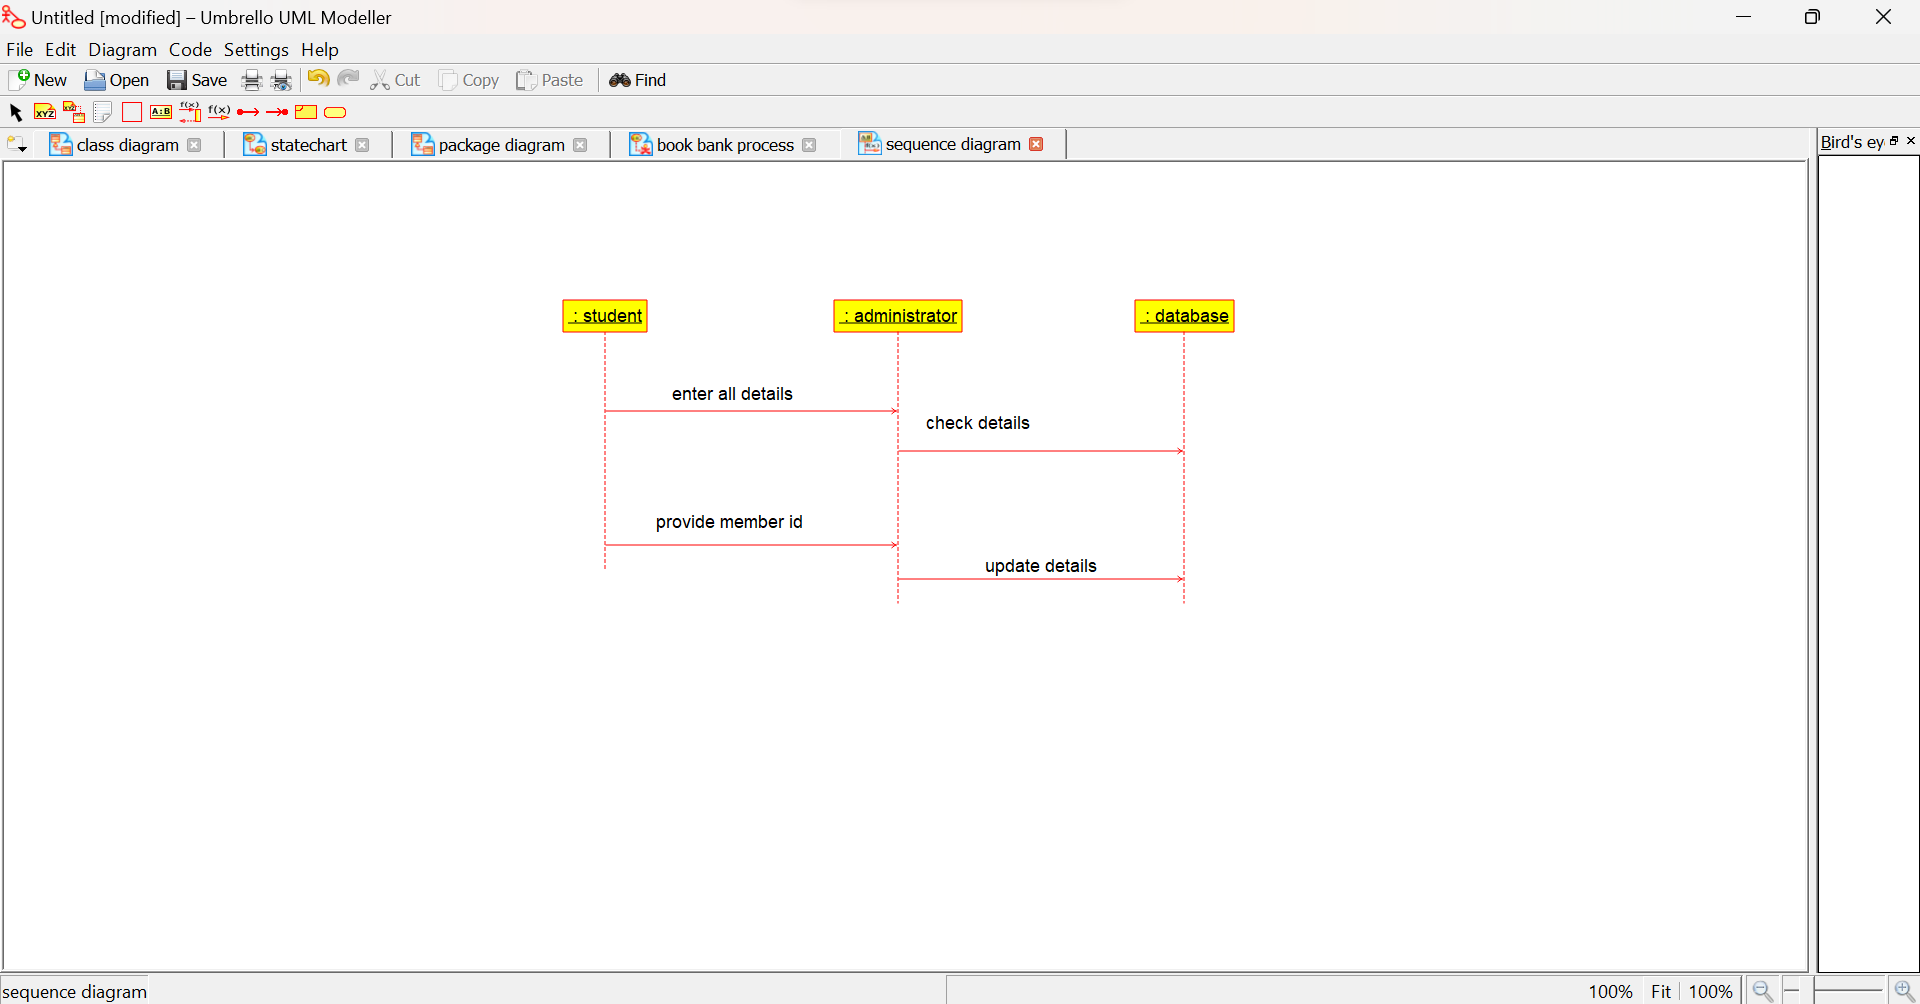 Untitled [modified] – Umbrello UML Modeller
File Edit Diagram Code Settings Help
New Open Save Cut Copy Paste Find
XYZ XYZ A:B f(x) f(x)
class diagram statechart package diagram book bank process sequence diagram Bird's ey
: student : administrator : database
enter all details
check details
provide member id
update details
sequence diagram 100% Fit 100%